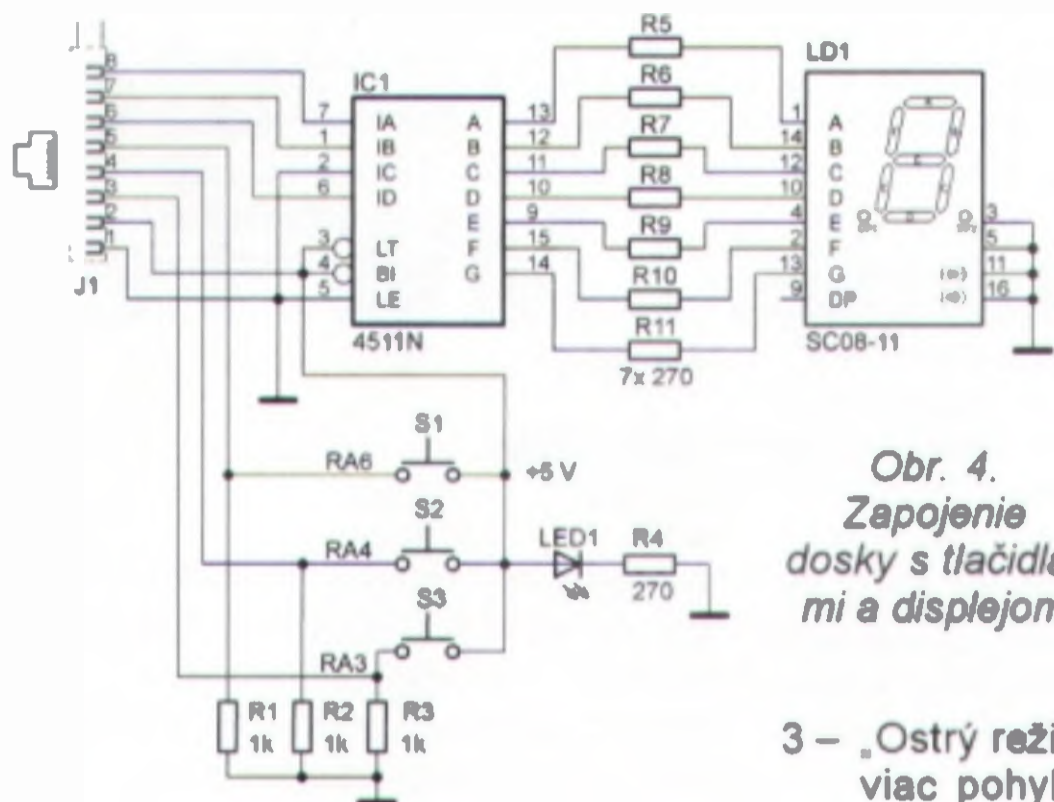 8
7
6
5
4
3
2
1
J1
IC1
7 IA A 13
1 IB B 12
2 IC C 11
6 ID D 10
E 9
3 LT F 15
4 BI G 14
5 LE
4511N
R5
R6
R7
R8
R9
R10
R11
7x 270
LD1
1 A
14 B
12 C
10 D
4 E 3
2 F 5
13 G 11
9 DP 16
SC08-11
S1
RA6
+5 V
S2
RA4
LED1
R4
270
S3
RA3
R1 R2 R3
1k 1k 1k
Obr. 4.
Zapojenie
dosky s tlačidla
mi a displejom
3 – „Ostrý reži
viac pohyb